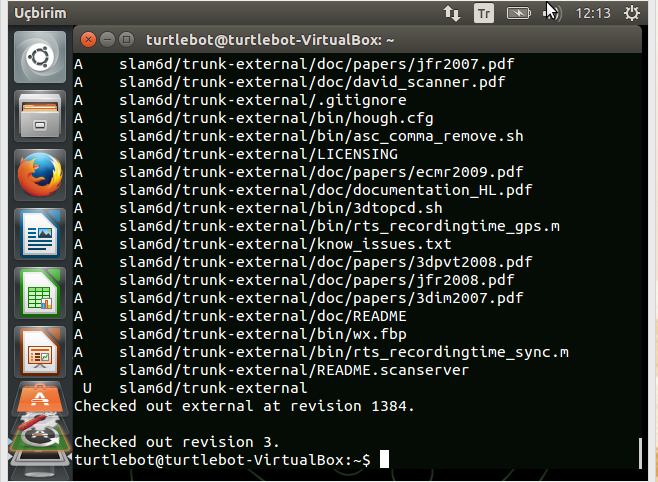 Uçbirim Tr 12:13
turtlebot@turtlebot-VirtualBox: ~
A slam6d/trunk-external/doc/papers/jfr2007.pdf
A slam6d/trunk-external/doc/david_scanner.pdf
A slam6d/trunk-external/.gitignore
A slam6d/trunk-external/bin/hough.cfg
A slam6d/trunk-external/bin/asc_comma_remove.sh
A slam6d/trunk-external/LICENSING
A slam6d/trunk-external/doc/papers/ecmr2009.pdf
A slam6d/trunk-external/doc/documentation_HL.pdf
A slam6d/trunk-external/bin/3dtopcd.sh
A slam6d/trunk-external/bin/rts_recordingtime_gps.m
A slam6d/trunk-external/know_issues.txt
A slam6d/trunk-external/doc/papers/3dpvt2008.pdf
A slam6d/trunk-external/doc/papers/jfr2008.pdf
A slam6d/trunk-external/doc/papers/3dim2007.pdf
A slam6d/trunk-external/doc/README
A slam6d/trunk-external/bin/wx.fbp
A slam6d/trunk-external/bin/rts_recordingtime_sync.m
A slam6d/trunk-external/README.scanserver
U slam6d/trunk-external
Checked out external at revision 1384.
Checked out revision 3.
turtlebot@turtlebot-VirtualBox:~$